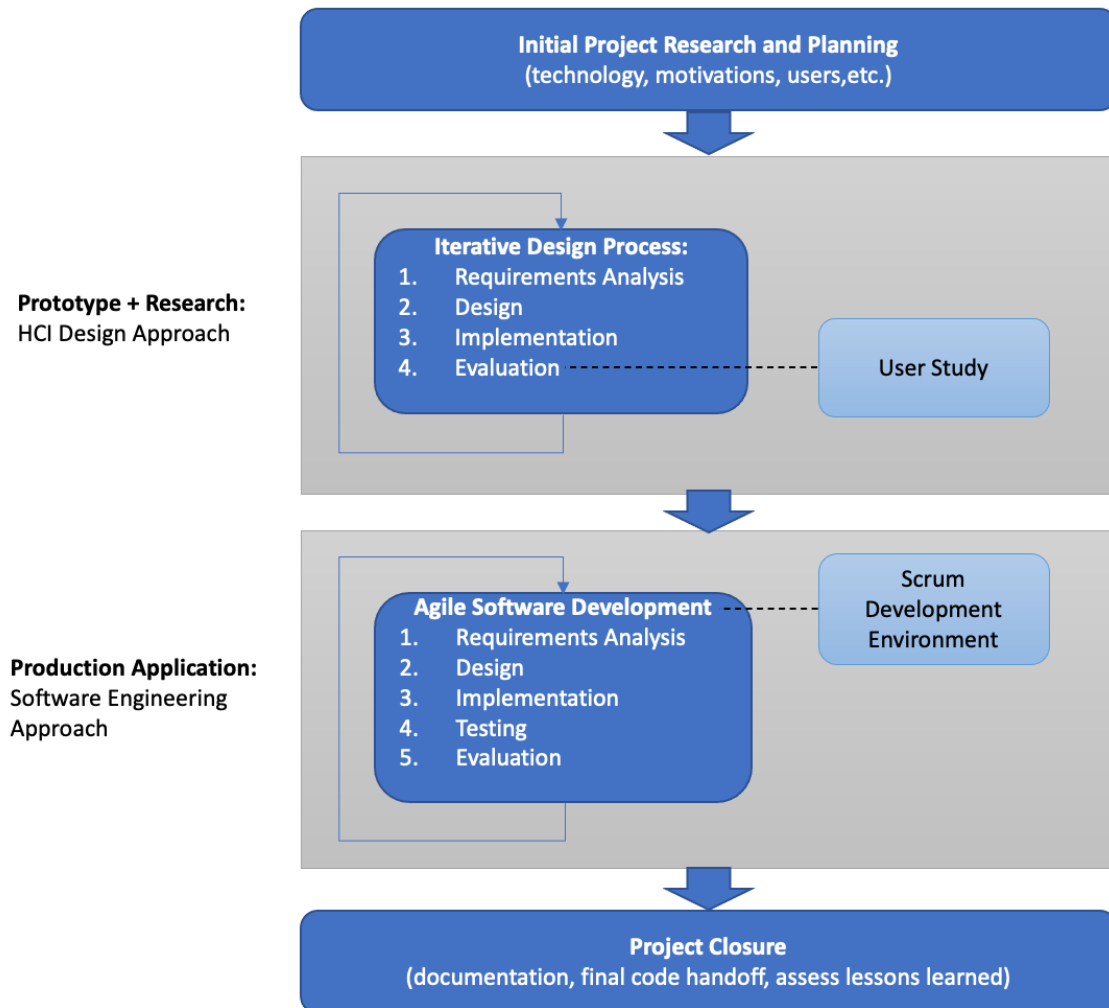 Initial Project Research and Planning
(technology, motivations, users,etc.)
Prototype + Research:
HCI Design Approach
Iterative Design Process:
1. Requirements Analysis
2. Design
3. Implementation
4. Evaluation
User Study
Production Application:
Software Engineering
Approach
Agile Software Development
1. Requirements Analysis
2. Design
3. Implementation
4. Testing
5. Evaluation
Scrum
Development
Environment
Project Closure
(documentation, final code handoff, assess lessons learned)